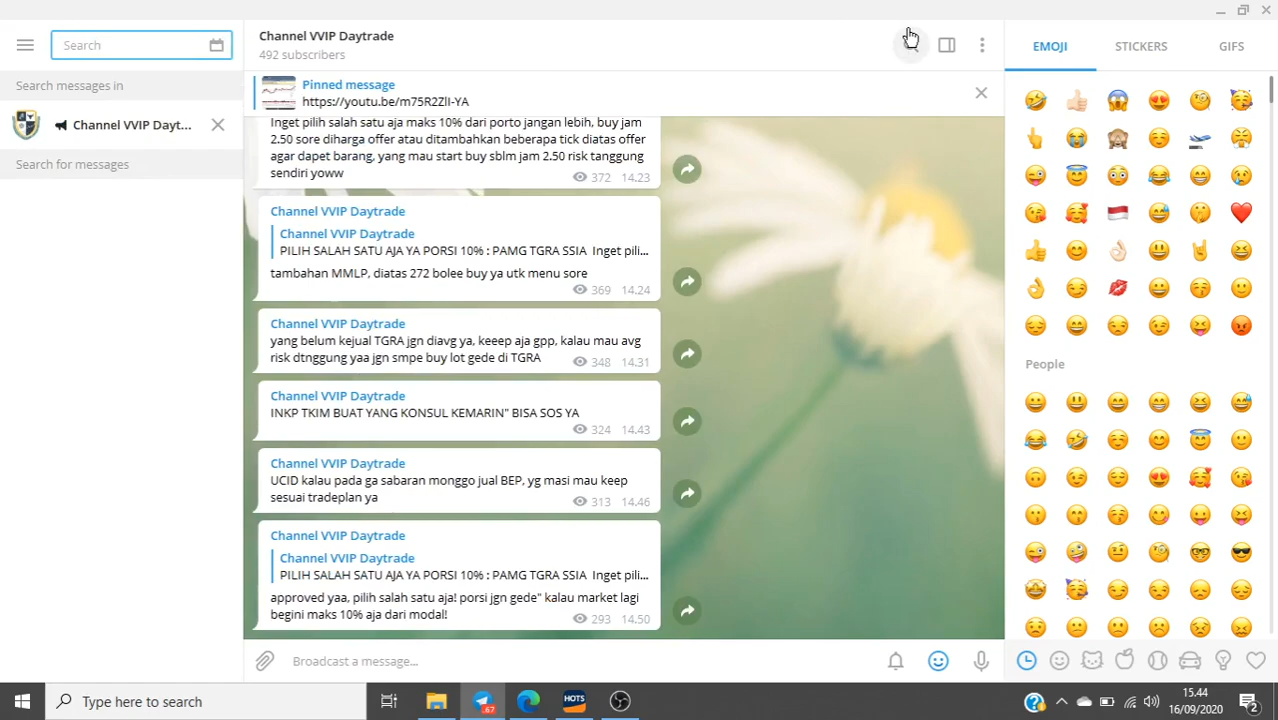 Search
Search messages in
Channel VVIP Dayt...
Search for messages
Channel VVIP Daytrade
492 subscribers
Pinned message
https://youtu.be/m75R2ZlI-YA
Inget pilih salah satu aja maks 10% dari porto jangan lebih, buy jam
2.50 sore diharga offer atau ditambahkan beberapa tick diatas offer
agar dapet barang, yang mau start buy sblm jam 2.50 risk tanggung
sendiri yoww
372 14.23
Channel VVIP Daytrade
Channel VVIP Daytrade
PILIH SALAH SATU AJA YA PORSI 10% : PAMG TGRA SSIA Inget pili...
tambahan MMLP, diatas 272 bolee buy ya utk menu sore
369 14.24
Channel VVIP Daytrade
yang belum kejual TGRA jgn diavg ya, keeep aja gpp, kalau mau avg
risk dtnggung yaa jgn smpe buy lot gede di TGRA
348 14.31
Channel VVIP Daytrade
INKP TKIM BUAT YANG KONSUL KEMARIN" BISA SOS YA
324 14.43
Channel VVIP Daytrade
UCID kalau pada ga sabaran monggo jual BEP, yg masi mau keep
sesuai tradeplan ya
313 14.46
Channel VVIP Daytrade
Channel VVIP Daytrade
PILIH SALAH SATU AJA YA PORSI 10% : PAMG TGRA SSIA Inget pili...
approved yaa, pilih salah satu aja! porsi jgn gede" kalau market lagi
begini maks 10% aja dari modal!
293 14.50
Broadcast a message...
EMOJI STICKERS GIFS
People
Type here to search
.67
HOTS
15.44
16/09/2020
2